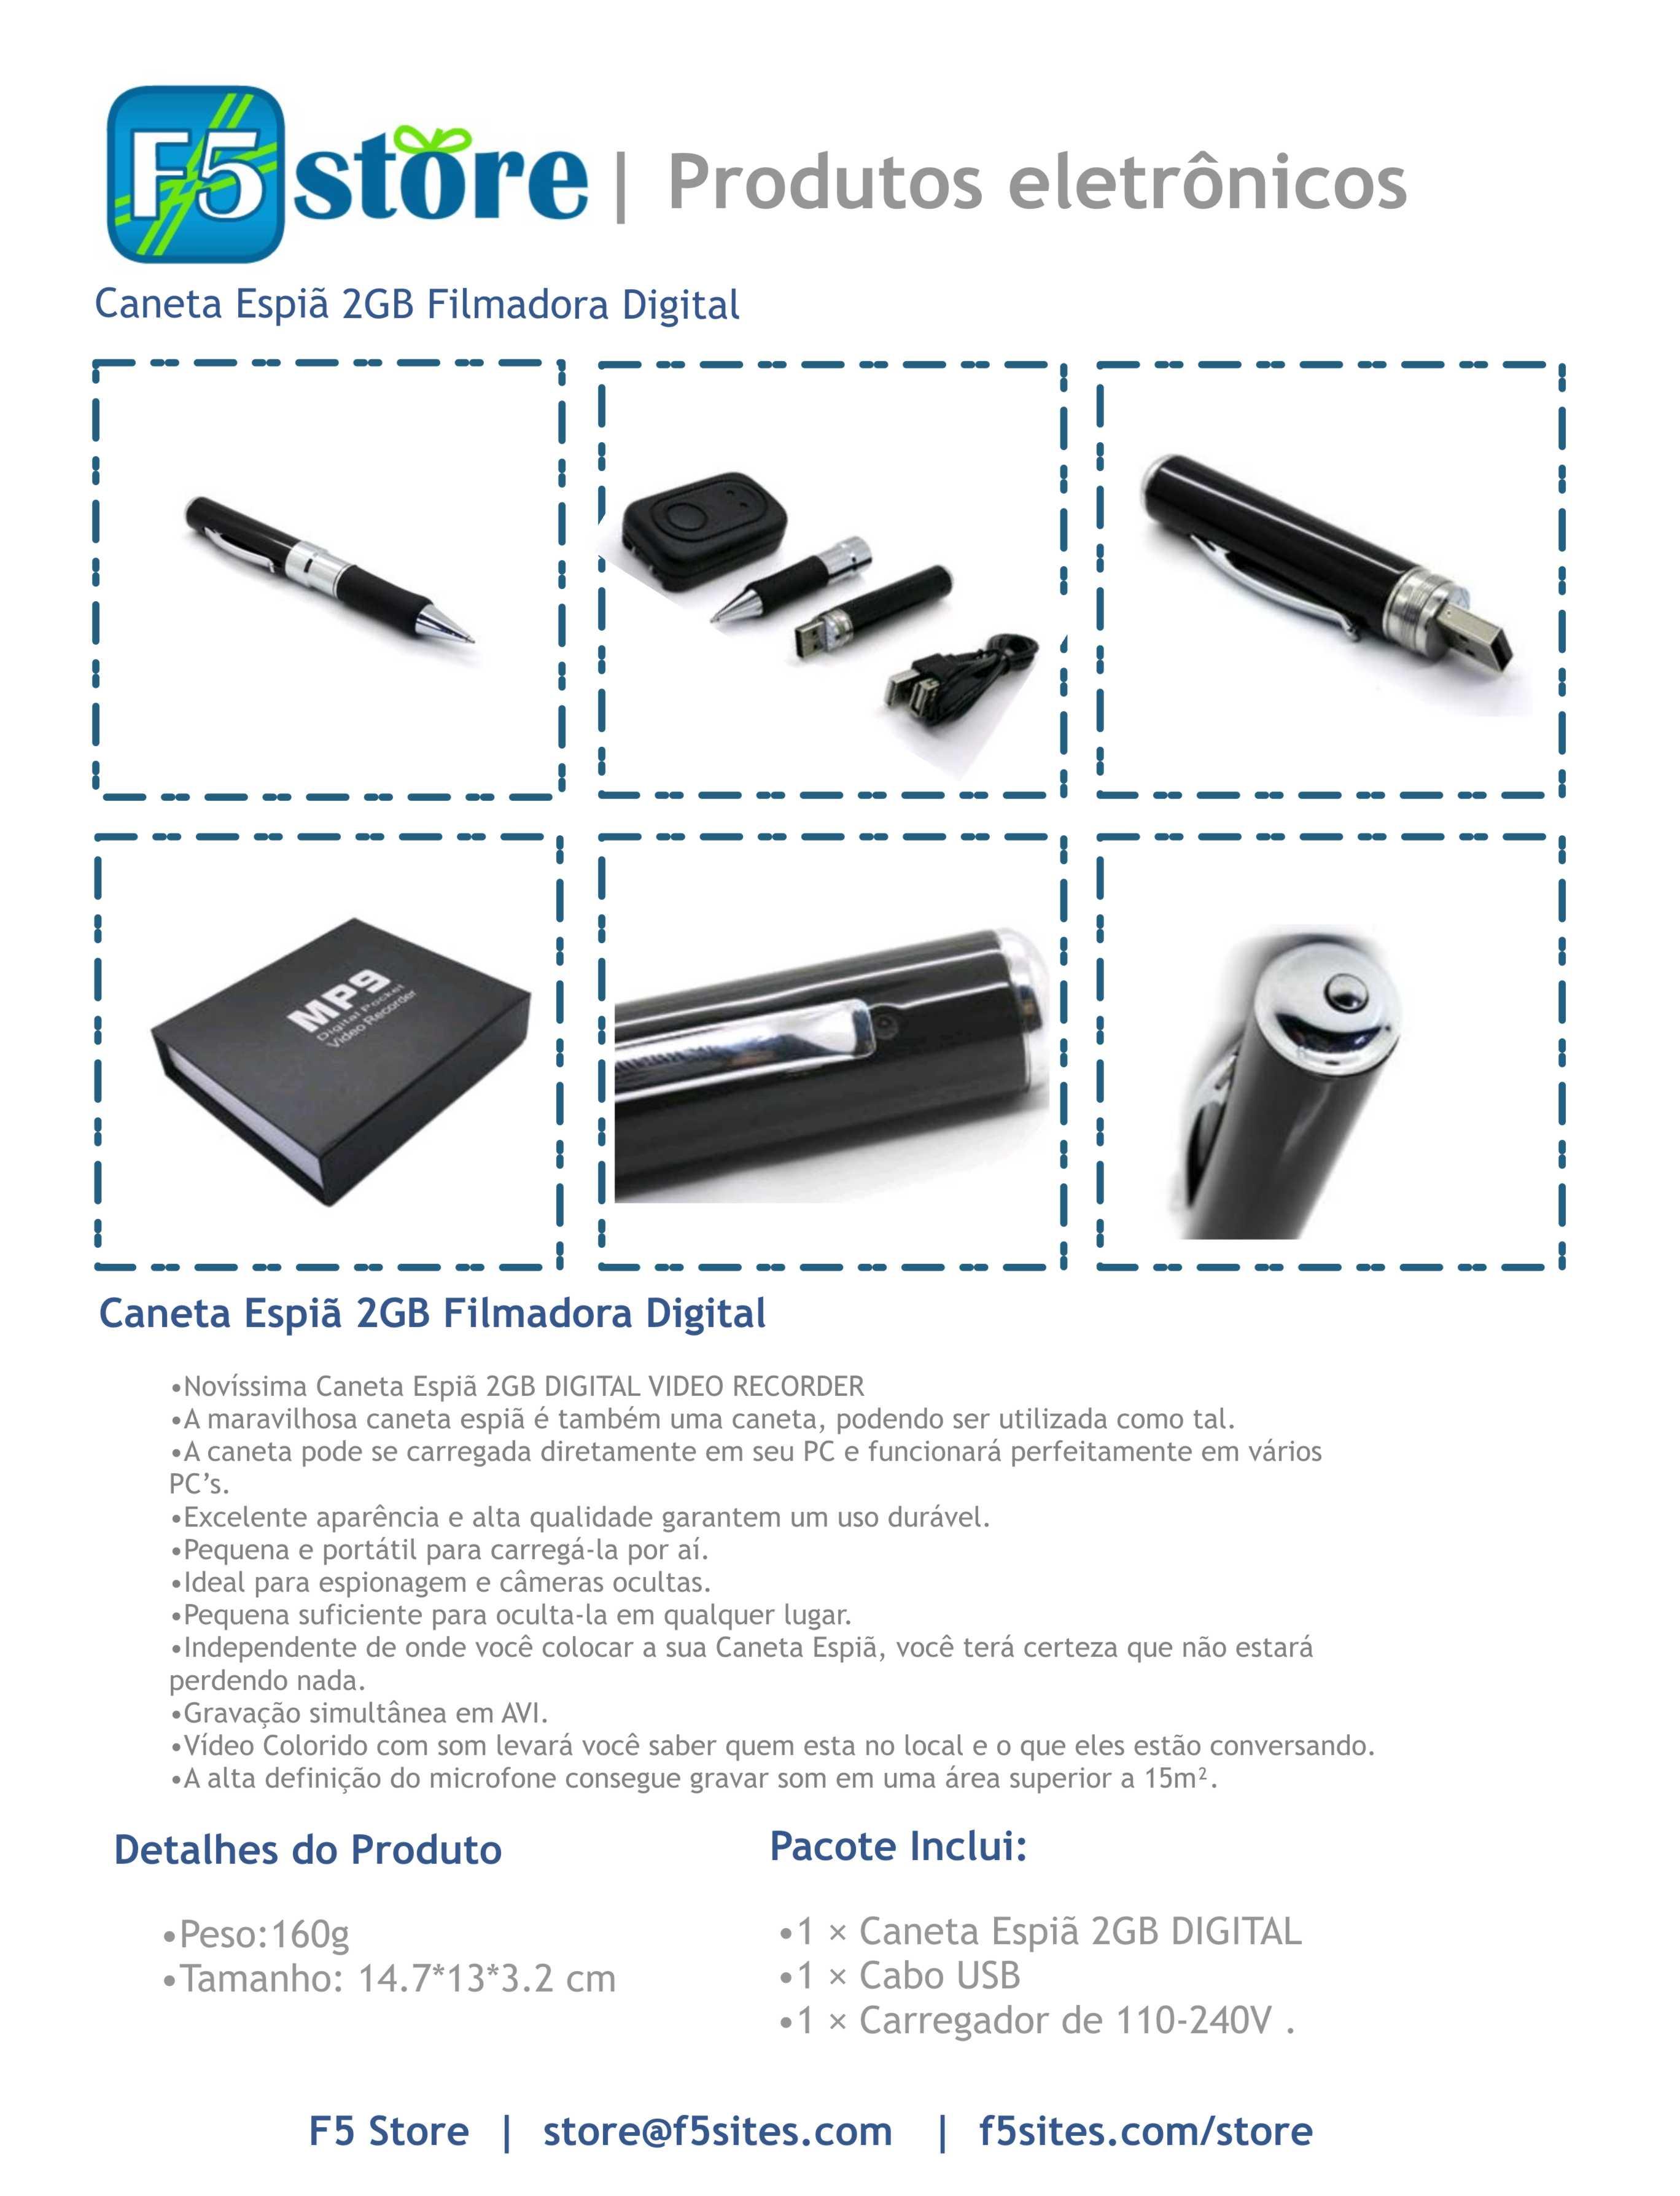 F5 store | Produtos eletrônicos
Caneta Espiã 2GB Filmadora Digital
MP9
Digital Pocket
Video Recorder
Caneta Espiã 2GB Filmadora Digital
•Novíssima Caneta Espiã 2GB DIGITAL VIDEO RECORDER
•A maravilhosa caneta espiã é também uma caneta, podendo ser utilizada como tal.
•A caneta pode se carregada diretamente em seu PC e funcionará perfeitamente em vários
PC’s.
•Excelente aparência e alta qualidade garantem um uso durável.
•Pequena e portátil para carregá-la por aí.
•Ideal para espionagem e câmeras ocultas.
•Pequena suficiente para oculta-la em qualquer lugar.
•Independente de onde você colocar a sua Caneta Espiã, você terá certeza que não estará
perdendo nada.
•Gravação simultânea em AVI.
•Vídeo Colorido com som levará você saber quem esta no local e o que eles estão conversando.
•A alta definição do microfone consegue gravar som em uma área superior a 15m².
Detalhes do Produto
•Peso:160g
•Tamanho: 14.7*13*3.2 cm
Pacote Inclui:
•1 × Caneta Espiã 2GB DIGITAL
•1 × Cabo USB
•1 × Carregador de 110-240V .
F5 Store | store@f5sites.com | f5sites.com/store